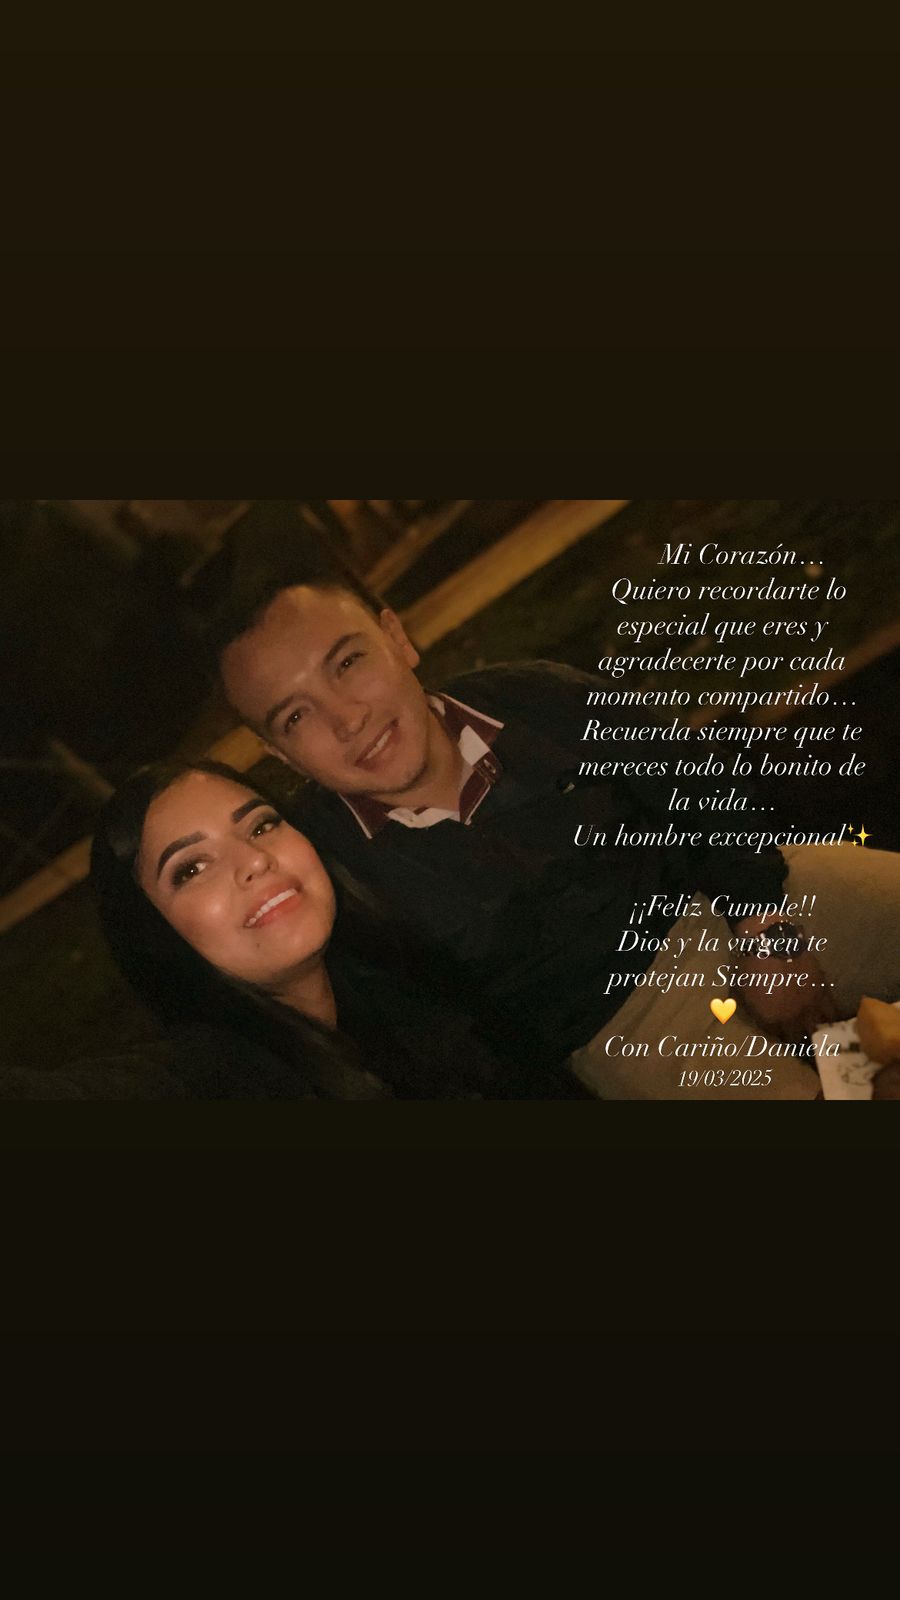 Mi Corazón...
Quiero recordarte lo
especial que eres y
agradecerte por cada
momento compartido...
Recuerda siempre que te
mereces todo lo bonito de
la vida...
Un hombre excepcional✨
¡¡Feliz Cumple!!
Dios y la virgen te
protejan Siempre...
💛
Con Cariño/Daniela
19/03/2025